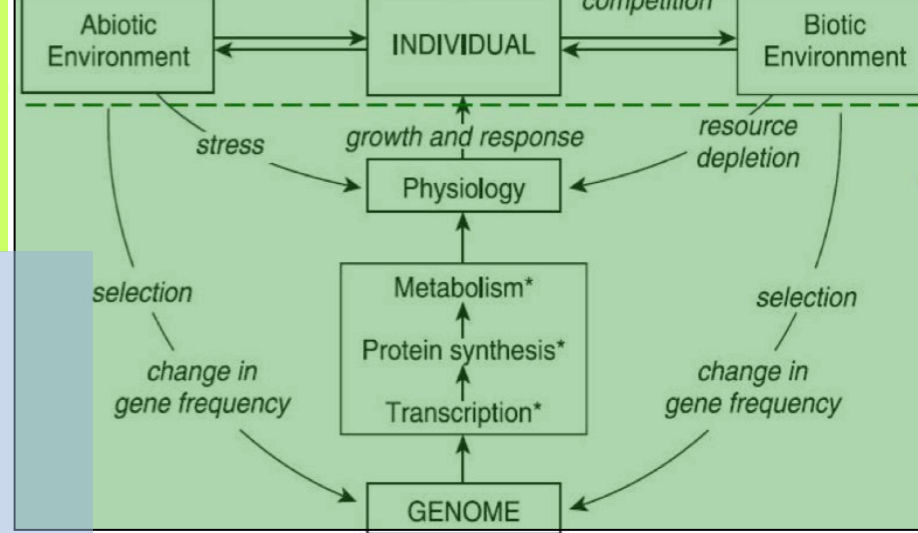 competition
Abiotic
Environment
INDIVIDUAL
Biotic
Environment
stress
growth and response
resource
depletion
Physiology
Metabolism*
selection
selection
Protein synthesis*
change in
gene frequency
change in
gene frequency
Transcription*
GENOME